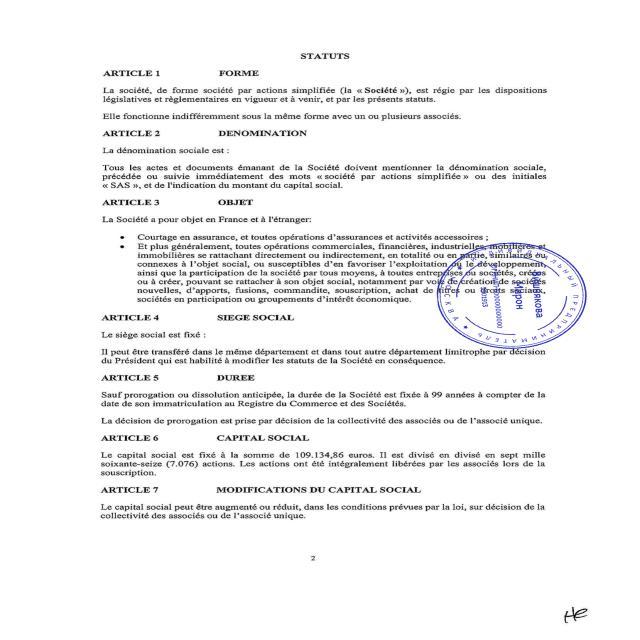 STATUTS
ARTICLE 1 FORME
La société, de forme société par actions simplifiée (la « Société »), est régie par les dispositions
législatives et règlementaires en vigueur et à venir, et par les présents statuts.
Elle fonctionne indifféremment sous la même forme avec un ou plusieurs associés.
ARTICLE 2 DENOMINATION
La dénomination sociale est :
Tous les actes et documents émanant de la Société doivent mentionner la dénomination sociale,
précédée ou suivie immédiatement des mots « société par actions simplifiée » ou des initiales
« SAS », et de l'indication du montant du capital social.
ARTICLE 3 OBJET
La Société a pour objet en France et à l'étranger:
• Courtage en assurance, et toutes opérations d'assurances et activités accessoires ;
• Et plus généralement, toutes opérations commerciales, financières, industrielles, mobilières et
immobilières se rattachant directement ou indirectement, en totalité ou en partie, similaires ou
connexes à l'objet social, ou susceptibles d'en favoriser l'exploitation ou le développement,
ainsi que la participation de la société par tous moyens, à toutes entreprises ou sociétés, créées
ou à créer, pouvant se rattacher à son objet social, notamment par voie de création de sociétés
nouvelles, d'apports, fusions, commandite, souscription, achat de titres ou droits sociaux,
sociétés en participation ou groupements d'intérêt économique.
ARTICLE 4 SIEGE SOCIAL
Le siège social est fixé :
Il peut être transféré dans le même département et dans tout autre département limitrophe par décision
du Président qui est habilité à modifier les statuts de la Société en conséquence.
ARTICLE 5 DUREE
Sauf prorogation ou dissolution anticipée, la durée de la Société est fixée à 99 années à compter de la
date de son immatriculation au Registre du Commerce et des Sociétés.
La décision de prorogation est prise par décision de la collectivité des associés ou de l'associé unique.
ARTICLE 6 CAPITAL SOCIAL
Le capital social est fixé à la somme de 109.134,86 euros. Il est divisé en divisé en sept mille
soixante-seize (7.076) actions. Les actions ont été intégralement libérées par les associés lors de la
souscription.
ARTICLE 7 MODIFICATIONS DU CAPITAL SOCIAL
Le capital social peut être augmenté ou réduit, dans les conditions prévues par la loi, sur décision de la
collectivité des associés ou de l'associé unique.
2
ПРЕДПРИНИМАТЕЛЬ
МОСКВА
Мирон